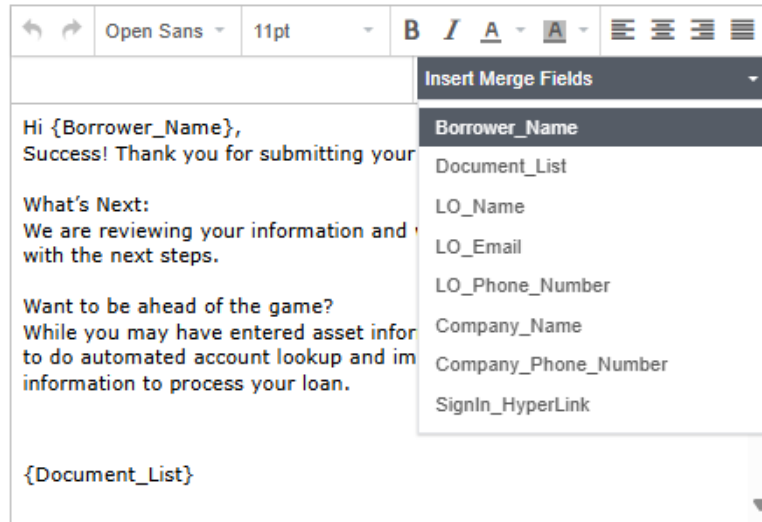 Open Sans 11pt B I A A
Insert Merge Fields
Hi {Borrower_Name},
Success! Thank you for submitting your
What's Next:
We are reviewing your information and
with the next steps.
Want to be ahead of the game?
While you may have entered asset infor
to do automated account lookup and im
information to process your loan.
{Document_List}
Borrower_Name
Document_List
LO_Name
LO_Email
LO_Phone_Number
Company_Name
Company_Phone_Number
SignIn_HyperLink